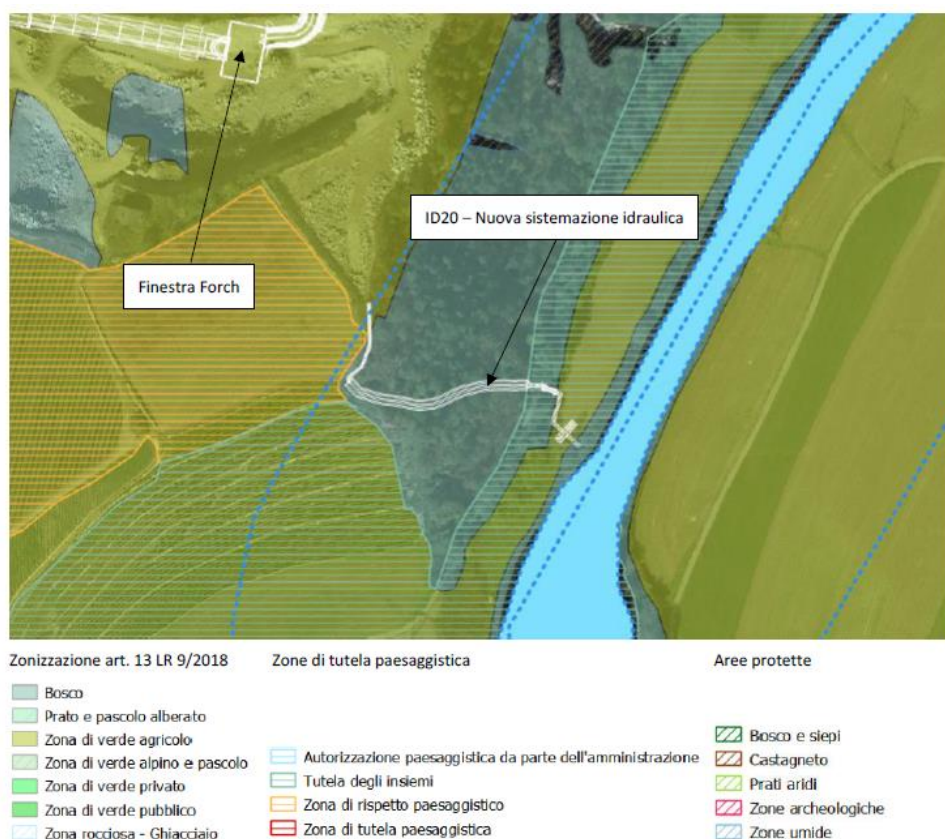 ID20 – Nuova sistemazione idraulica
Finestra Forch
Zonizzazione art. 13 LR 9/2018
Bosco
Prato e pascolo alberato
Zona di verde agricolo
Zona di verde alpino e pascolo
Zona di verde privato
Zona di verde pubblico
Zona rocciosa - Ghiacciaio
Zone di tutela paesaggistica
Autorizzazione paesaggistica da parte dell'amministrazione
Tutela degli insiemi
Zona di rispetto paesaggistico
Zona di tutela paesaggistica
Aree protette
Bosco e siepi
Castagneto
Prati aridi
Zone archeologiche
Zone umide